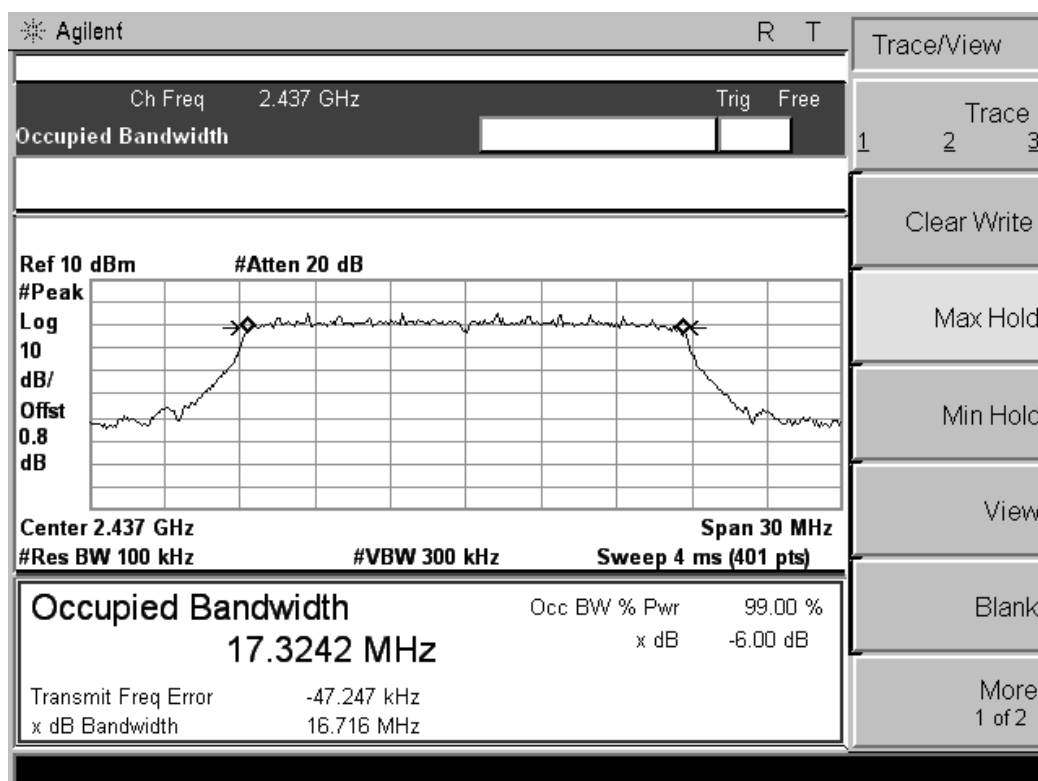 Agilent R T
Trace/View
Ch Freq 2.437 GHz Trig Free
Occupied Bandwidth
Trace
1 2 3
Clear Write
Ref 10 dBm #Atten 20 dB
#Peak
Log
10
dB/
Offst
0.8
dB
Max Hold
Min Hold
Center 2.437 GHz Span 30 MHz
#Res BW 100 kHz #VBW 300 kHz Sweep 4 ms (401 pts)
View
Occupied Bandwidth
17.3242 MHz
Occ BW % Pwr 99.00 %
x dB -6.00 dB
Transmit Freq Error -47.247 kHz
x dB Bandwidth 16.716 MHz
Blank
More
1 of 2